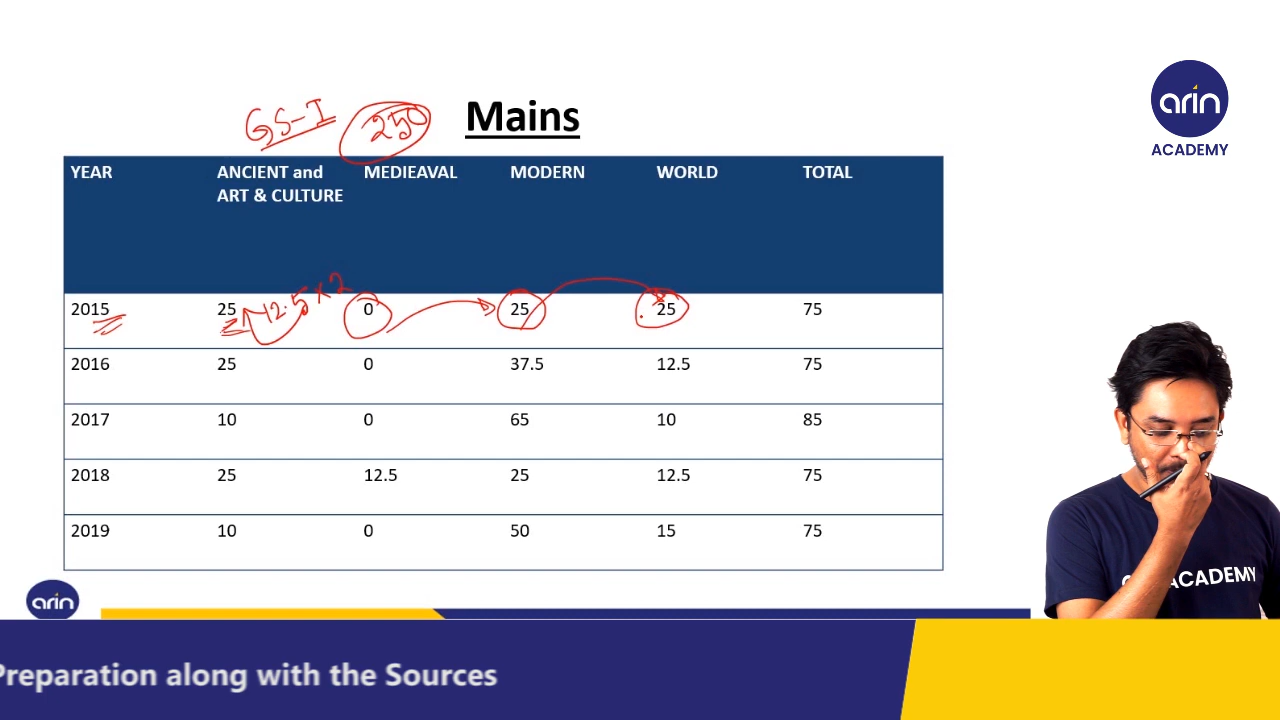 GS-I 250 Mains
arin
ACADEMY
YEAR ANCIENT and ART & CULTURE MEDIEAVAL MODERN WORLD TOTAL
2015 25 12.5 x 2 0 25 25 75
2016 25 0 37.5 12.5 75
2017 10 0 65 10 85
2018 25 12.5 25 12.5 75
2019 10 0 50 15 75
ACADEMY
arin
Preparation along with the Sources